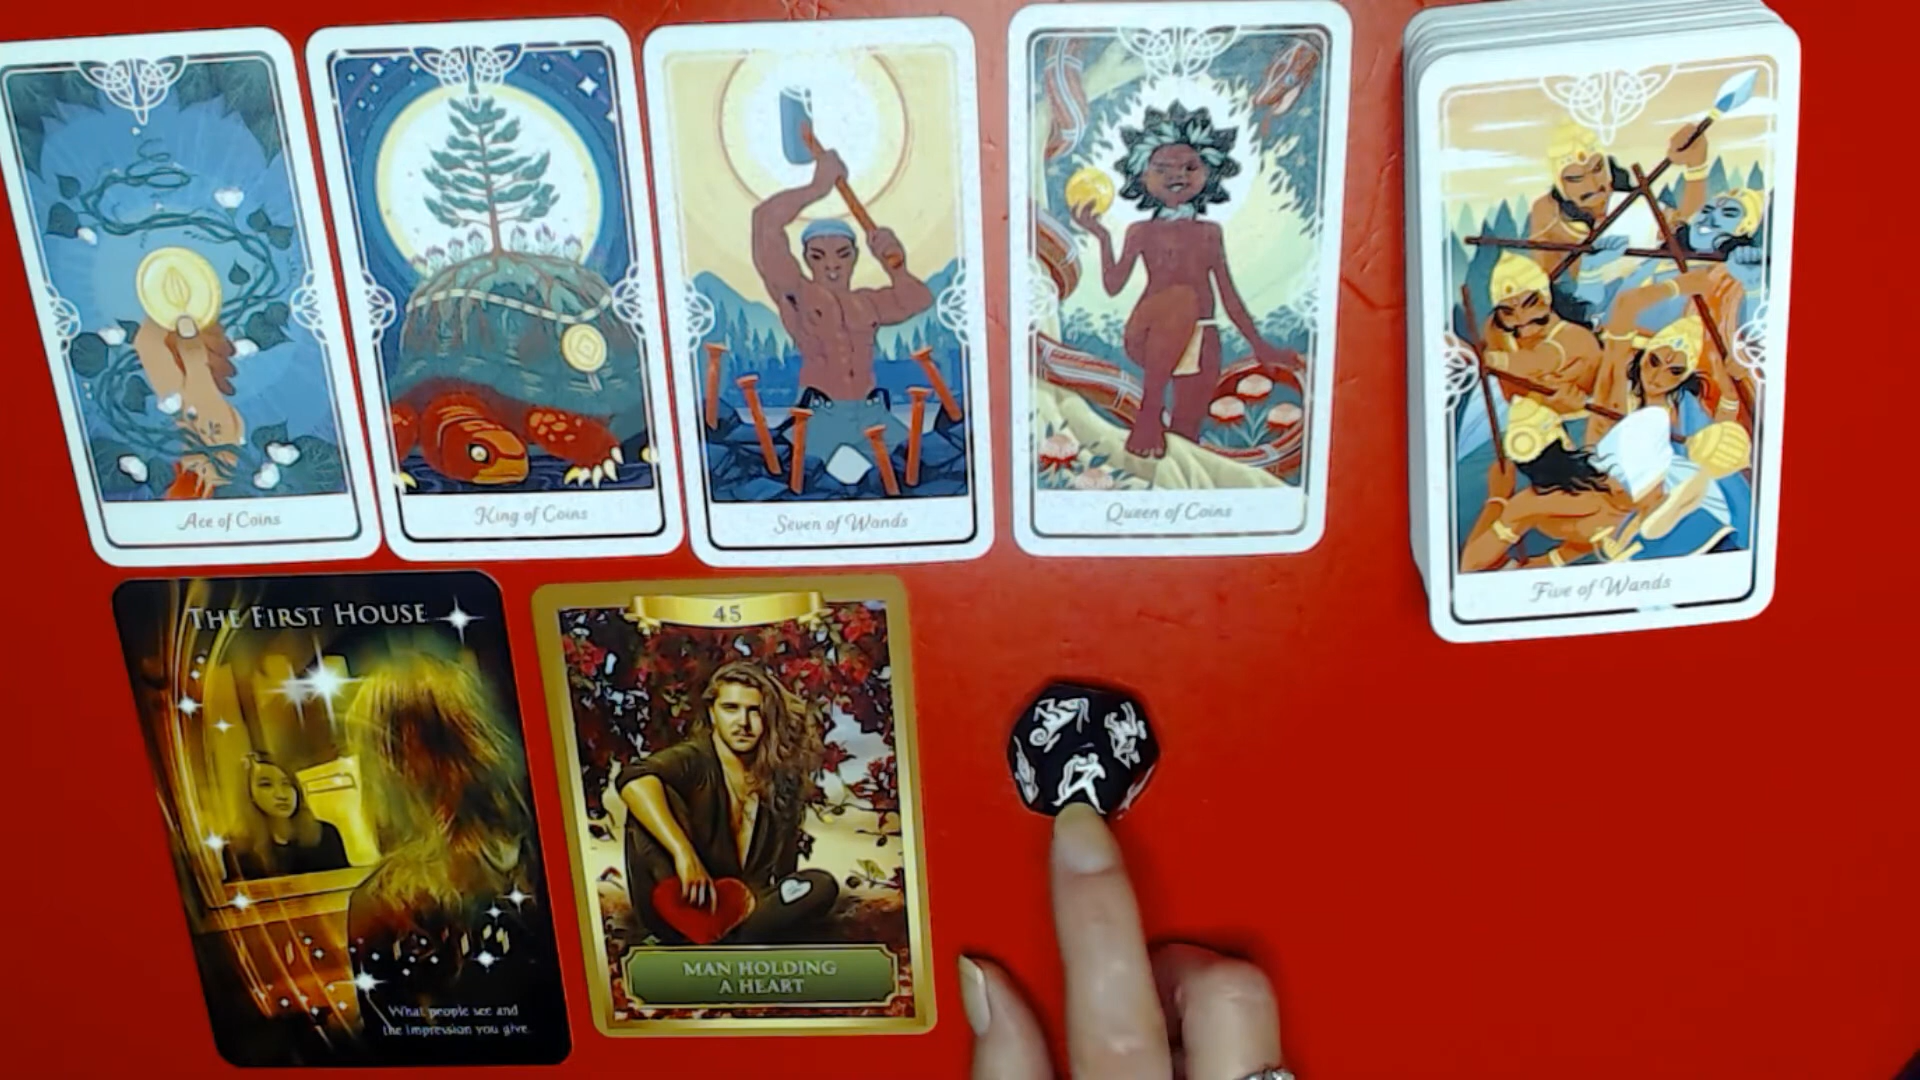 Ace of Coins
King of Coins
Seven of Wands
Queen of Coins
Five of Wands
THE FIRST HOUSE
What people see and
the impression you give.
45
MAN HOLDING
A HEART